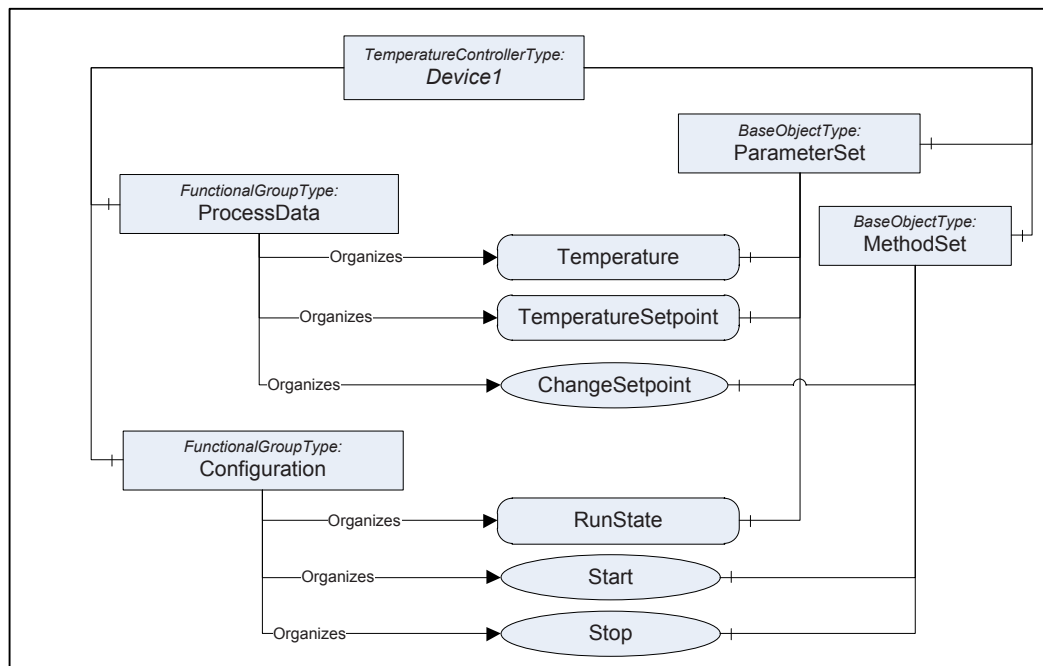 TemperatureControllerType:
Device1
BaseObjectType:
ParameterSet
FunctionalGroupType:
ProcessData
BaseObjectType:
MethodSet
Organizes
Temperature
Organizes
TemperatureSetpoint
Organizes
ChangeSetpoint
FunctionalGroupType:
Configuration
Organizes
RunState
Organizes
Start
Organizes
Stop